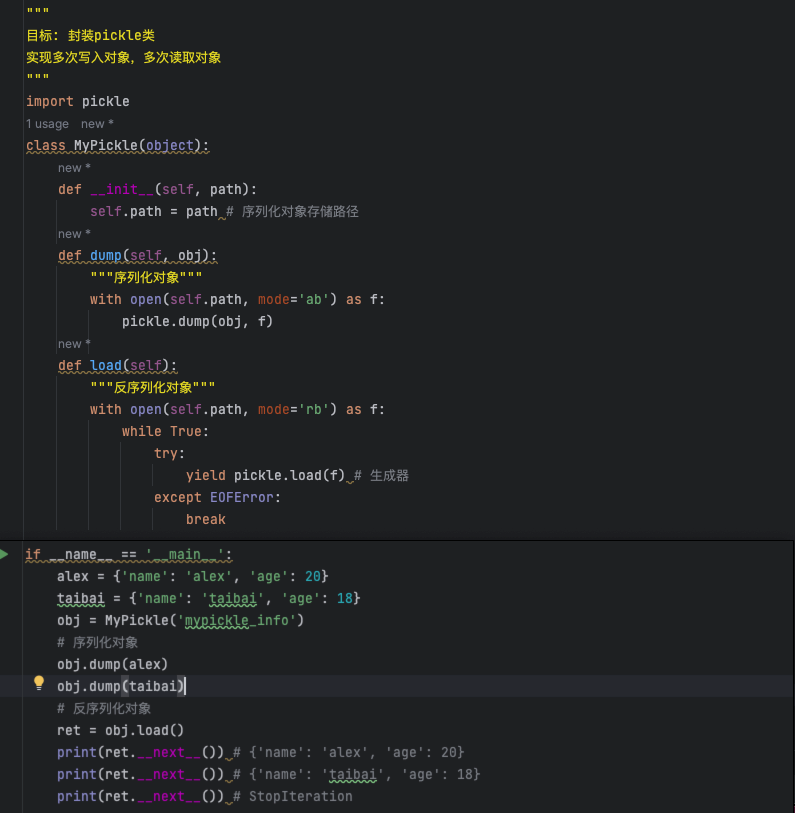 """
目标: 封装pickle类
实现多次写入对象，多次读取对象
"""
import pickle
1 usage new *
class MyPickle(object):
new *
def __init__(self, path):
self.path = path # 序列化对象存储路径
new *
def dump(self, obj):
"""序列化对象"""
with open(self.path, mode='ab') as f:
pickle.dump(obj, f)
new *
def load(self):
"""反序列化对象"""
with open(self.path, mode='rb') as f:
while True:
try:
yield pickle.load(f) # 生成器
except EOFError:
break
if __name__ == '__main__':
alex = {'name': 'alex', 'age': 20}
taibai = {'name': 'taibai', 'age': 18}
obj = MyPickle('mypickle_info')
# 序列化对象
obj.dump(alex)
obj.dump(taibai)
# 反序列化对象
ret = obj.load()
print(ret.__next__()) # {'name': 'alex', 'age': 20}
print(ret.__next__()) # {'name': 'taibai', 'age': 18}
print(ret.__next__()) # StopIteration